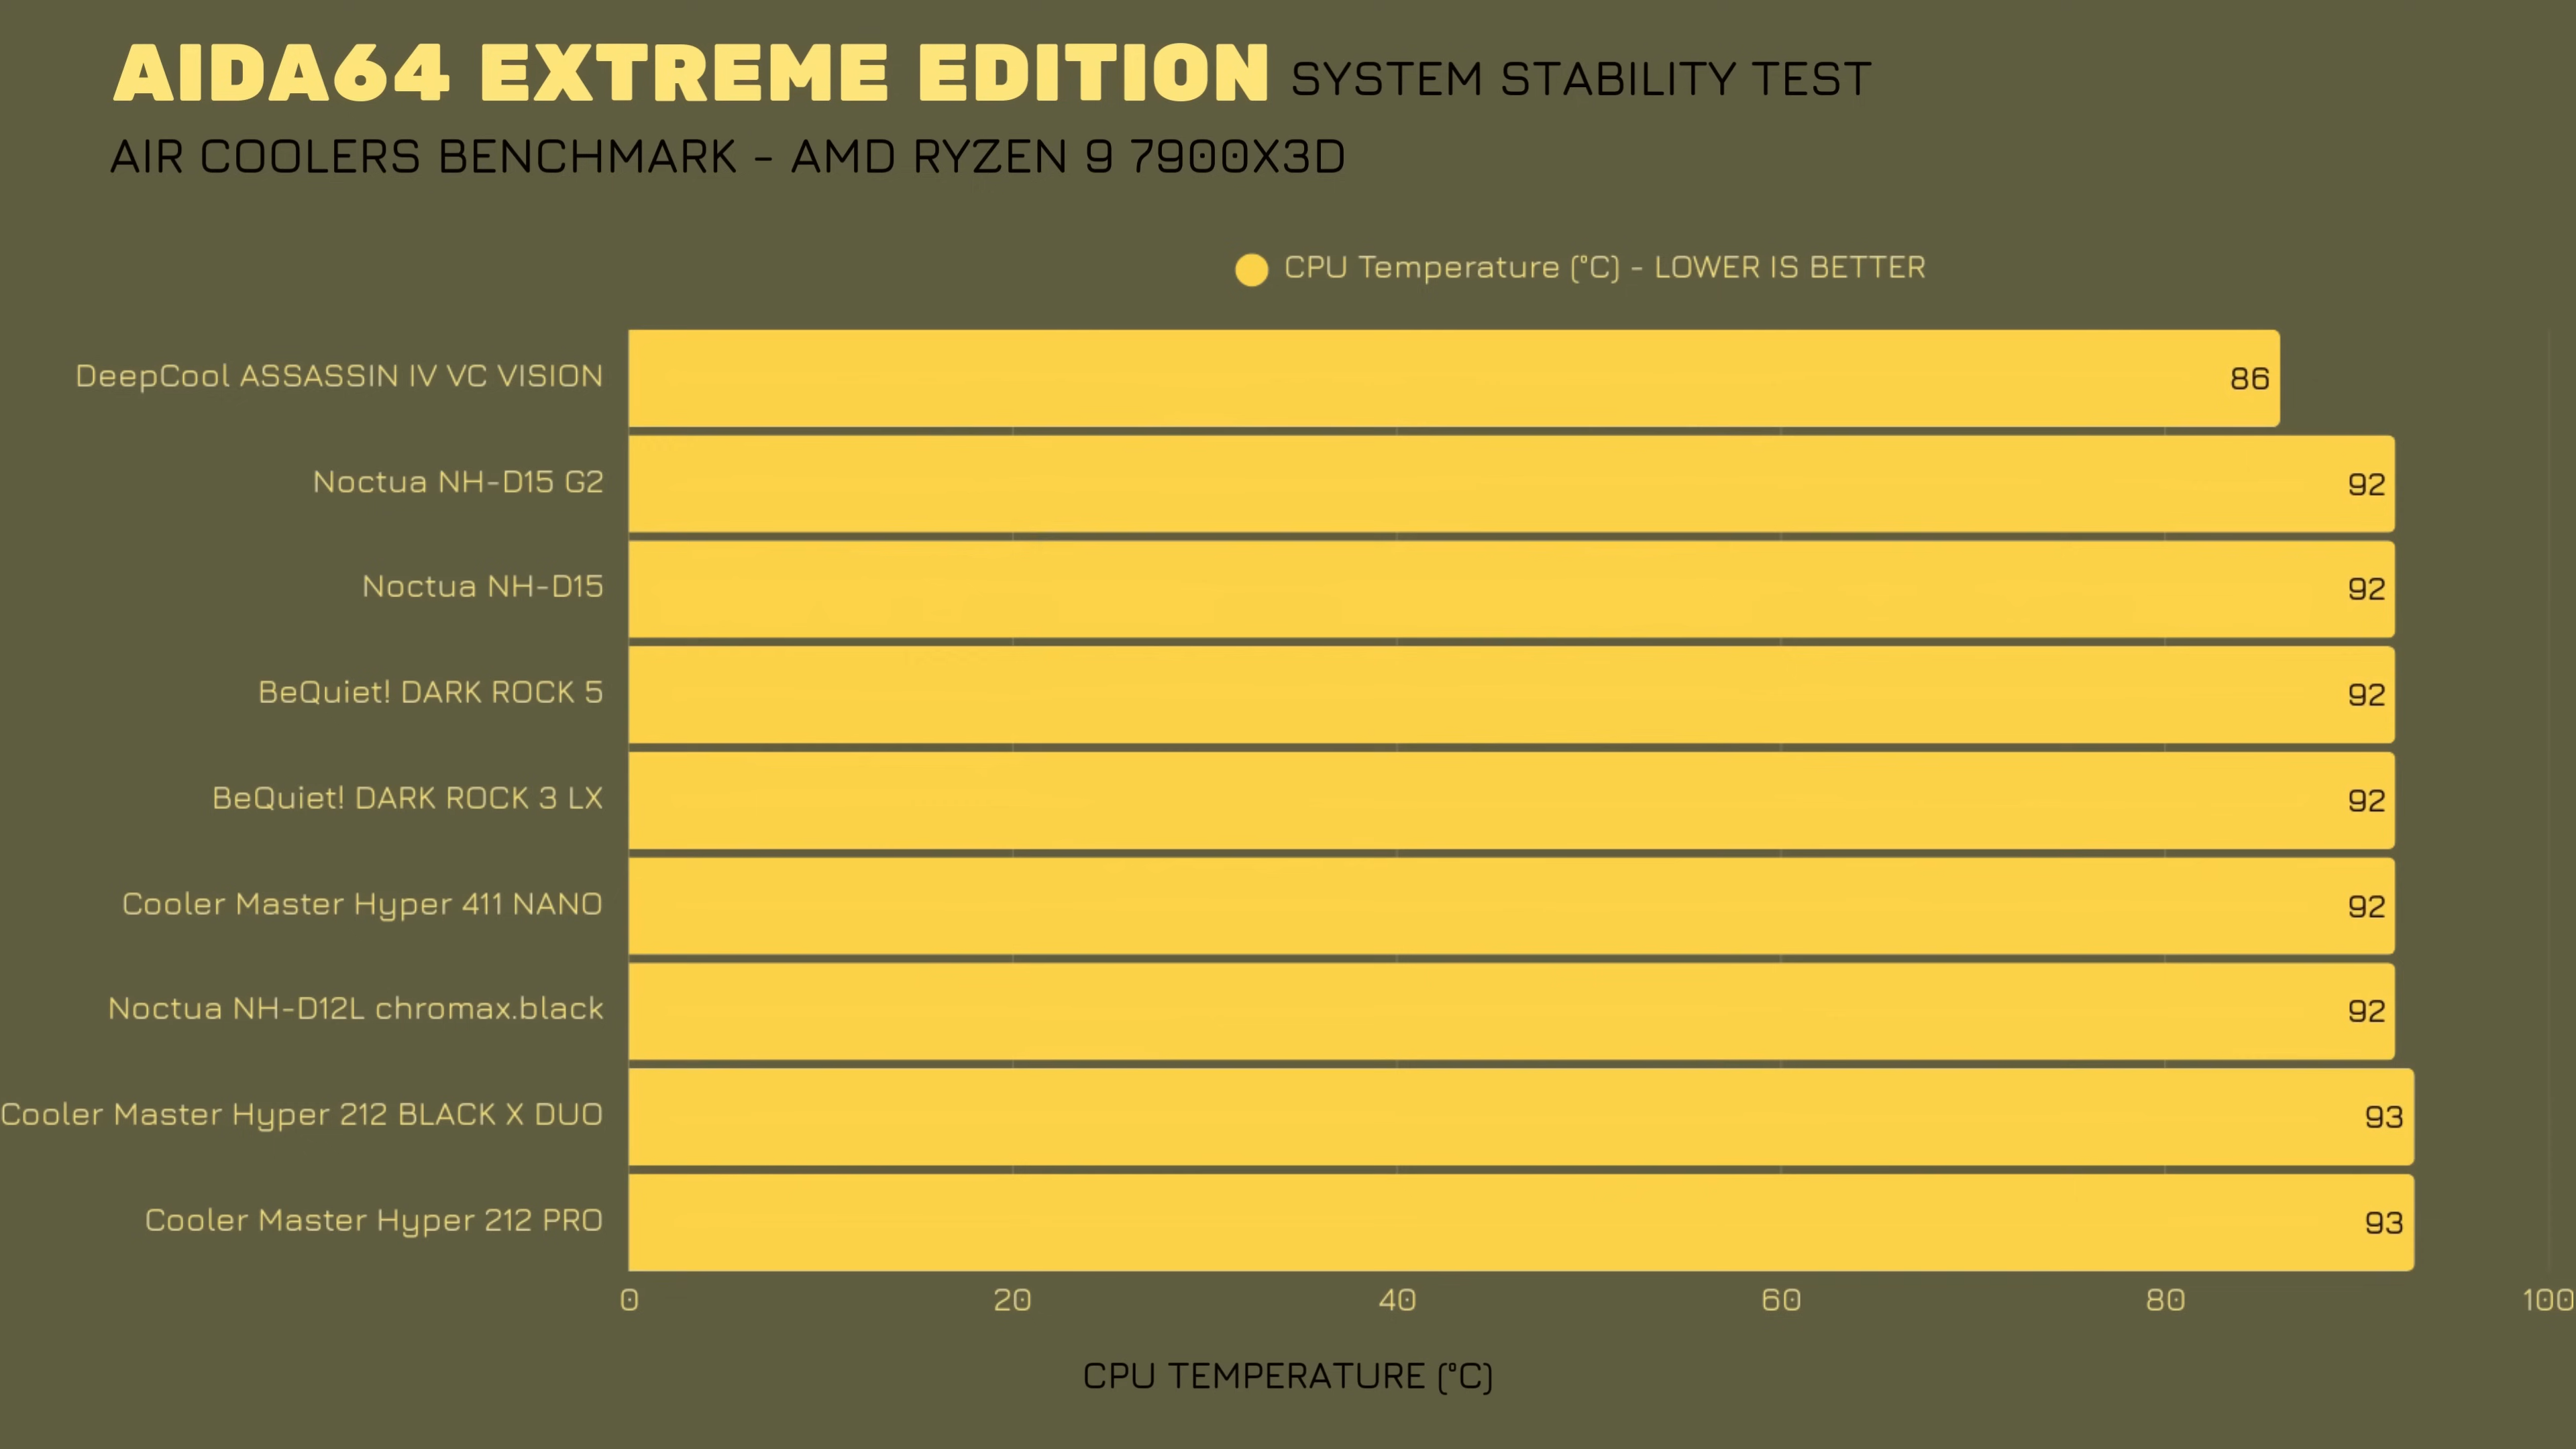 AIDA64 EXTREME EDITION SYSTEM STABILITY TEST
AIR COOLERS BENCHMARK - AMD RYZEN 9 7900X3D
CPU Temperature (°C) - LOWER IS BETTER
DeepCool ASSASSIN IV VC VISION 86
Noctua NH-D15 G2 92
Noctua NH-D15 92
BeQuiet! DARK ROCK 5 92
BeQuiet! DARK ROCK 3 LX 92
Cooler Master Hyper 411 NANO 92
Noctua NH-D12L chromax.black 92
Cooler Master Hyper 212 BLACK X DUO 93
Cooler Master Hyper 212 PRO 93
0 20 40 60 80 100
CPU TEMPERATURE (°C)